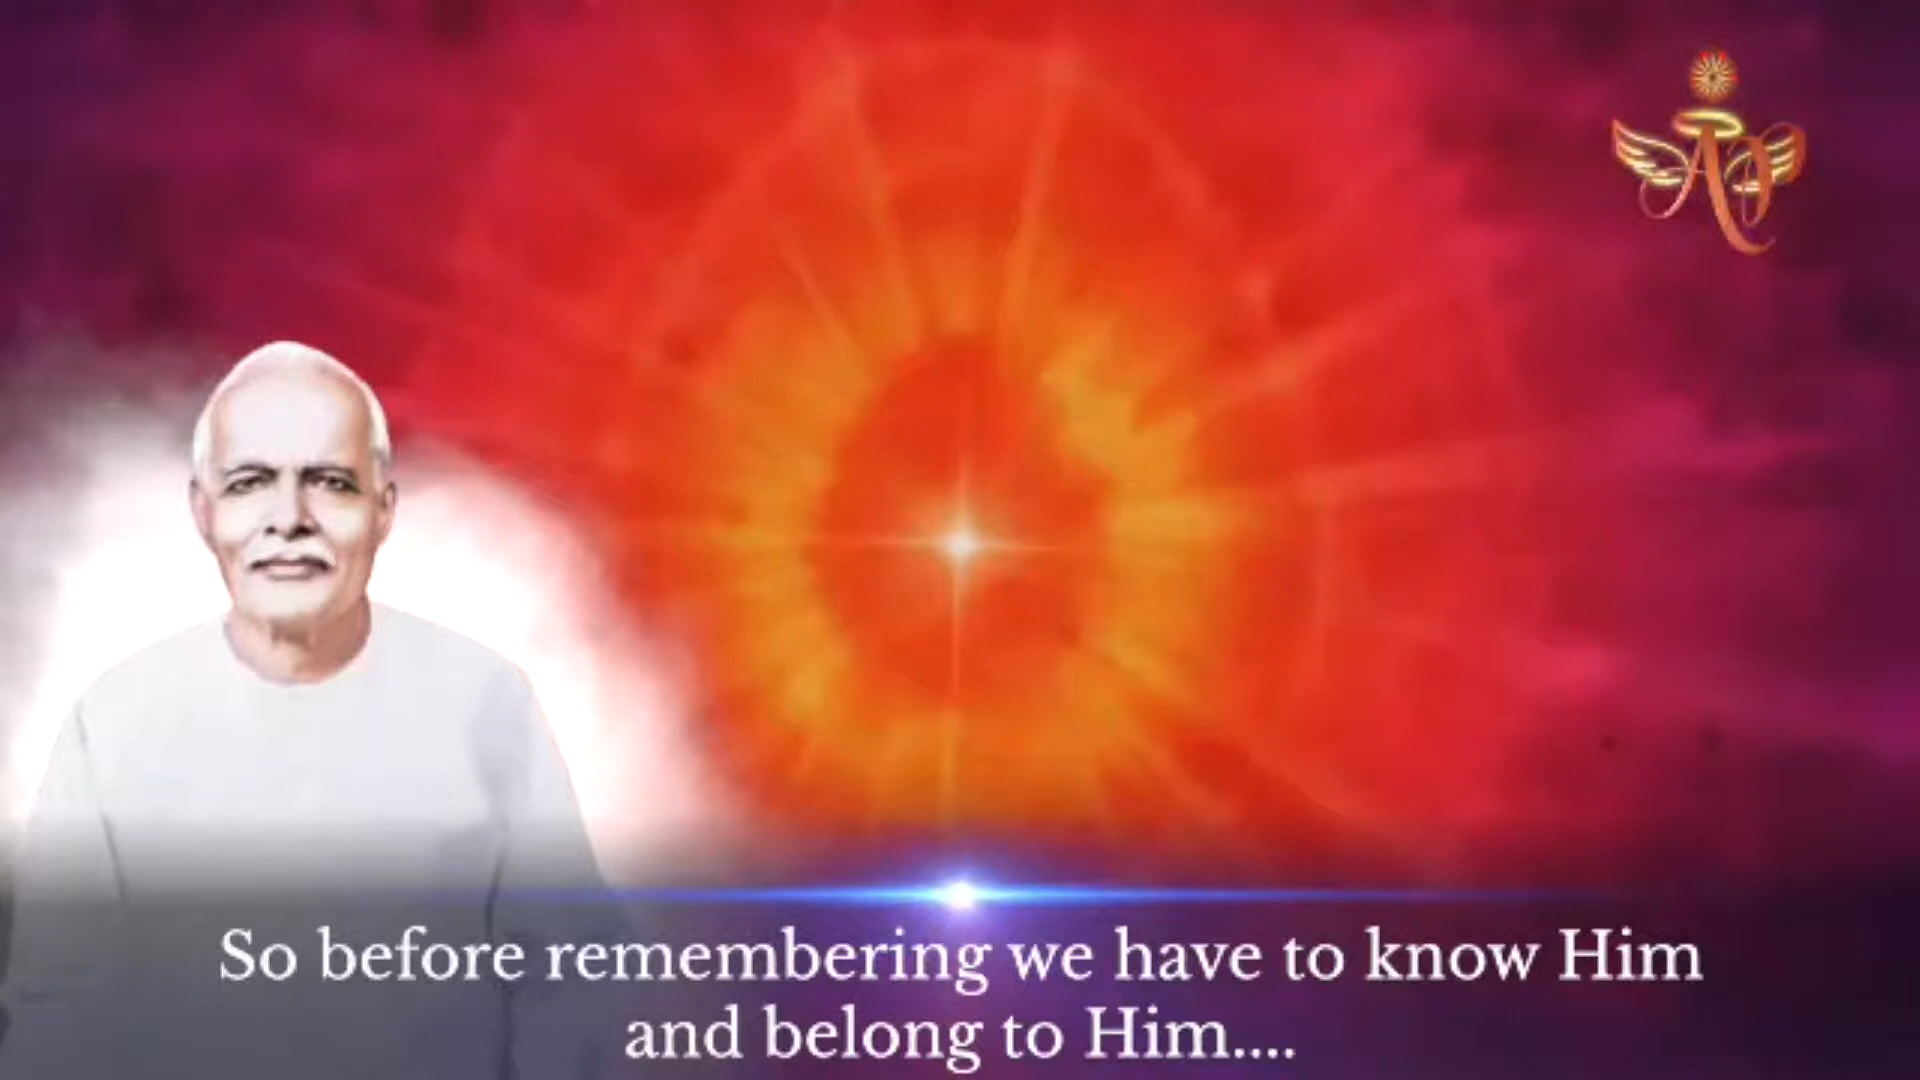 So before remembering we have to know Him
and belong to Him....